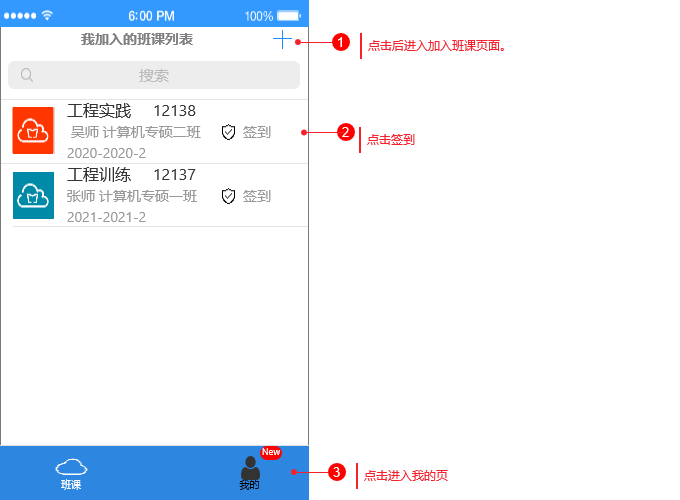 6:00 PM 100%
我加入的班课列表
1 点击后进入加入班课页面。
搜索
工程实践 12138
吴师 计算机专硕二班 签到
2 点击签到
2020-2020-2
工程训练 12137
张师 计算机专硕一班 签到
2021-2021-2
New
班课 我的
3 点击进入我的页